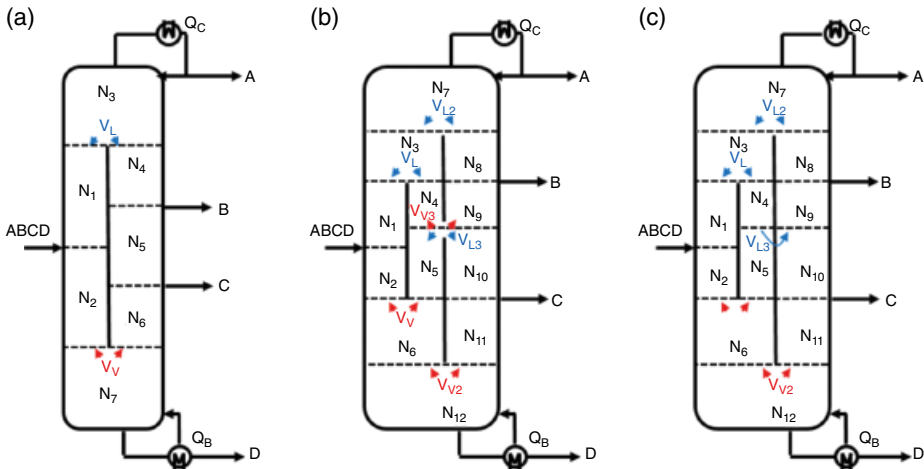 (a)
Q_C
A
N_3
V_L
N_4
N_1
B
ABCD
N_5
C
N_2
N_6
V_V
N_7
Q_B
D
(b)
Q_C
A
N_7
V_L2
N_3
V_L
N_8
B
N_4
V_V3
N_9
N_1
ABCD
V_L3
N_5
N_10
N_2
C
V_V
N_6
N_11
V_V2
N_12
Q_B
D
(c)
Q_C
A
N_7
V_L2
N_3
V_L
N_8
B
N_4
N_9
N_1
ABCD
V_L3
N_5
N_10
N_2
C
N_6
N_11
V_V2
N_12
Q_B
D